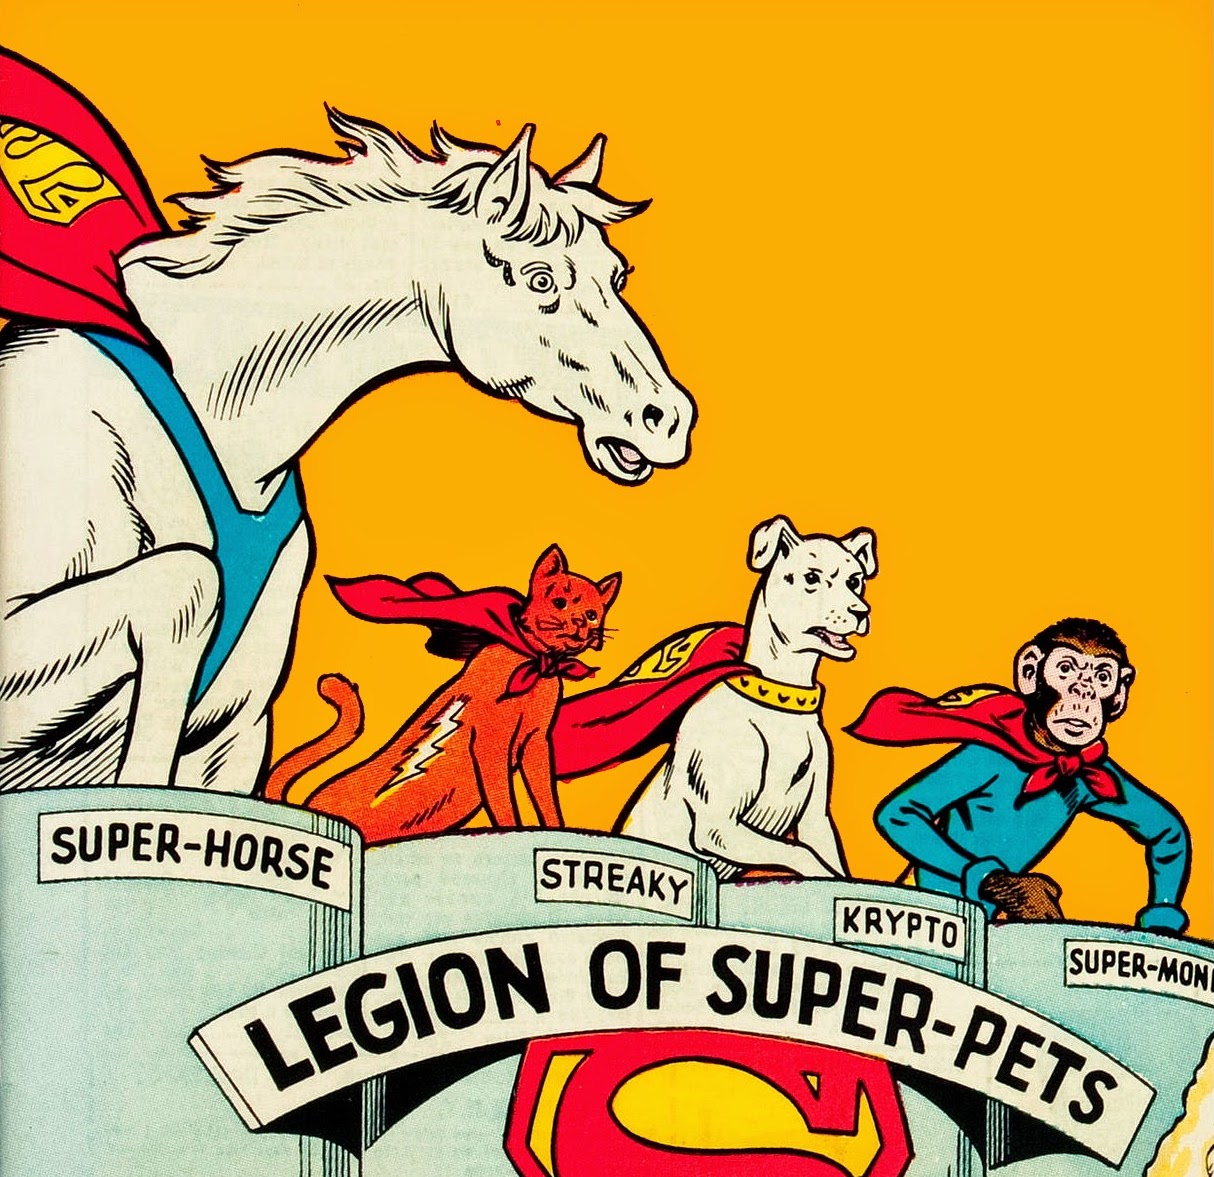 SUPER-HORSE
STREAKY
KRYPTO
LEGION OF SUPER-PETS
S